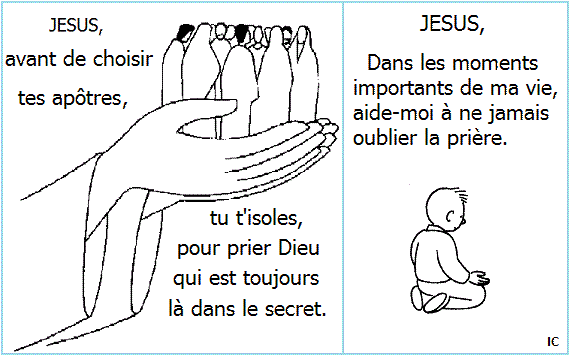 JESUS,
avant de choisir
tes apôtres,
tu t'isoles,
pour prier Dieu
qui est toujours
là dans le secret.
JESUS,
Dans les moments
importants de ma vie,
aide-moi à ne jamais
oublier la prière.
IC